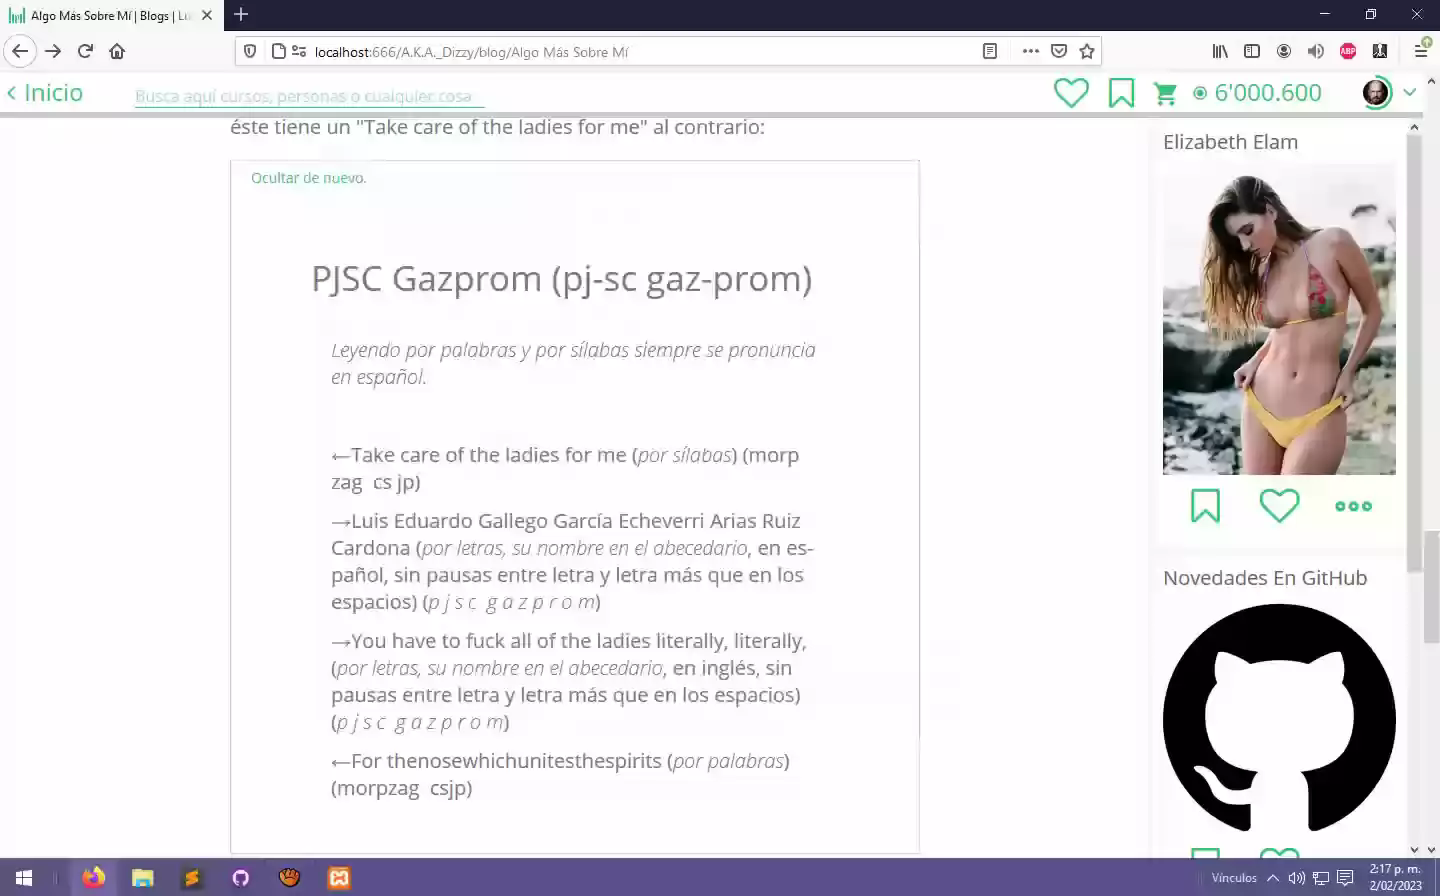 Algo Más Sobre Mí | Blogs |
localhost:666/A.K.A._Dizzy/blog/Algo Más Sobre Mí
ABP
Inicio
Busca aquí cursos, personas o cualquier cosa
6'000.600
éste tiene un "Take care of the ladies for me" al contrario:
Ocultar de nuevo.
PJSC Gazprom (pj-sc gaz-prom)
Leyendo por palabras y por sílabas siempre se pronuncia
en español.
←Take care of the ladies for me (por sílabas) (morp
zag cs jp)
→Luis Eduardo Gallego García Echeverri Arias Ruiz
Cardona (por letras, su nombre en el abecedario, en es-
pañol, sin pausas entre letra y letra más que en los
espacios) (p j s c g a z p r o m)
→You have to fuck all of the ladies literally, literally,
(por letras, su nombre en el abecedario, en inglés, sin
pausas entre letra y letra más que en los espacios)
(p j s c g a z p r o m)
←For thenosewhichunitesthespirits (por palabras)
(morpzag csjp)
Elizabeth Elam
Novedades En GitHub
Vínculos
2:17 p. m.
2/02/2023